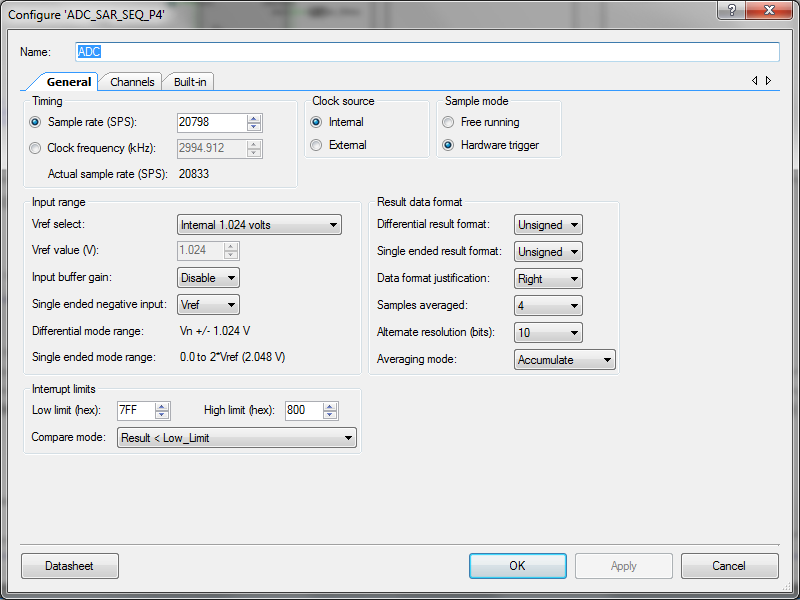 Configure 'ADC_SAR_SEQ_P4'
Name: ADC
General Channels Built-in
Timing
Sample rate (SPS): 20798
Clock frequency (kHz): 2994.912
Actual sample rate (SPS): 20833
Clock source
Internal
External
Sample mode
Free running
Hardware trigger
Input range
Vref select: Internal 1.024 volts
Vref value (V): 1.024
Input buffer gain: Disable
Single ended negative input: Vref
Differential mode range: Vn +/- 1.024 V
Single ended mode range: 0.0 to 2*Vref (2.048 V)
Result data format
Differential result format: Unsigned
Single ended result format: Unsigned
Data format justification: Right
Samples averaged: 4
Alternate resolution (bits): 10
Averaging mode: Accumulate
Interrupt limits
Low limit (hex): 7FF High limit (hex): 800
Compare mode: Result < Low_Limit
Datasheet OK Apply Cancel